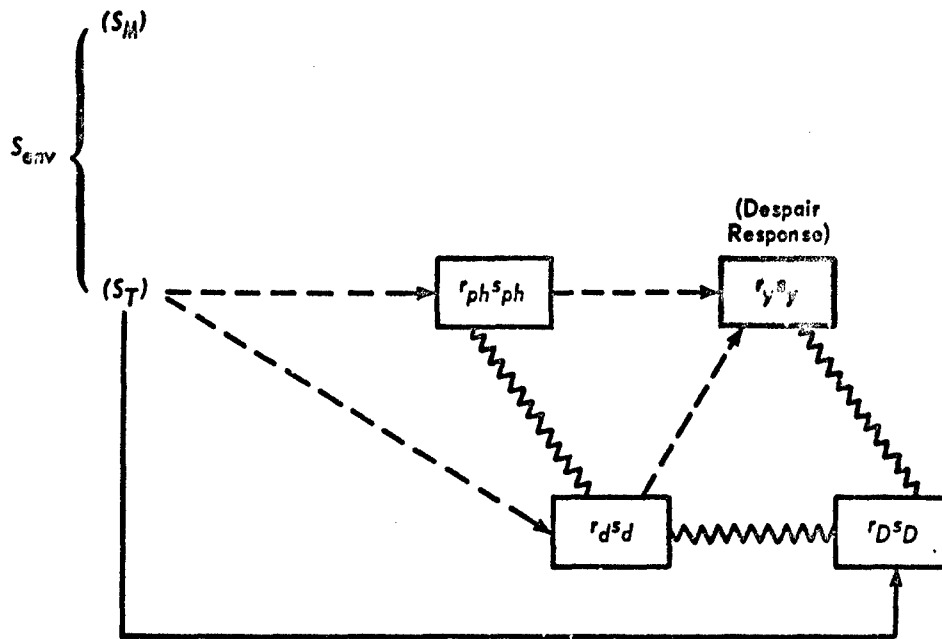 (S_M)
S_env
(Despair
Response)
(S_T)
r_ph s_ph
r_y s_y
r_d s_d
r_D s_D